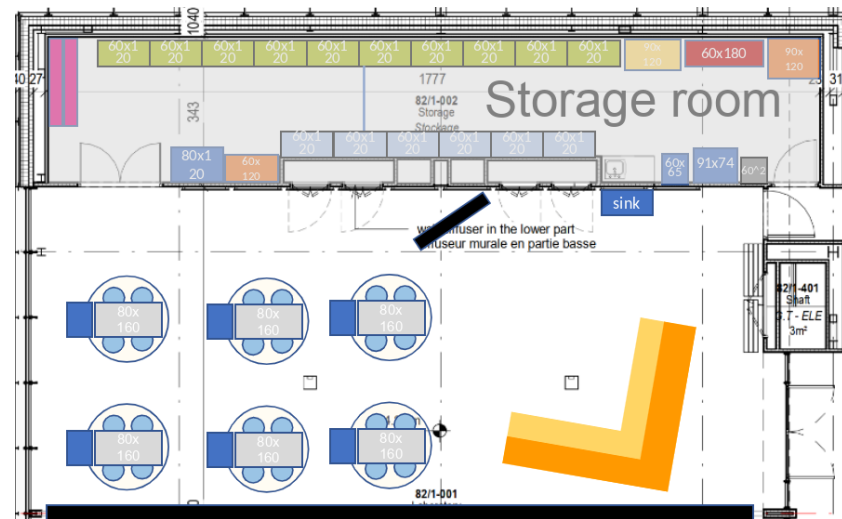 1040
60x1
20
60x1
20
60x1
20
60x1
20
60x1
20
60x1
20
60x1
20
60x1
20
60x1
20
60x1
20
90x
120
60x180
90x
120
40
27
1777
31
343
82/1-002
Storage
Stockage
Storage room
80x1
20
60x
120
60x1
20
60x1
20
60x1
20
60x1
20
60x1
20
60x1
20
60x
65
91x74
60^2
sink
in the lower part
murale en partie basse
80x
160
80x
160
80x
160
82/1-401
Shaft
G.T - ELE
3m²
80x
160
80x
160
80x
160
82/1-001